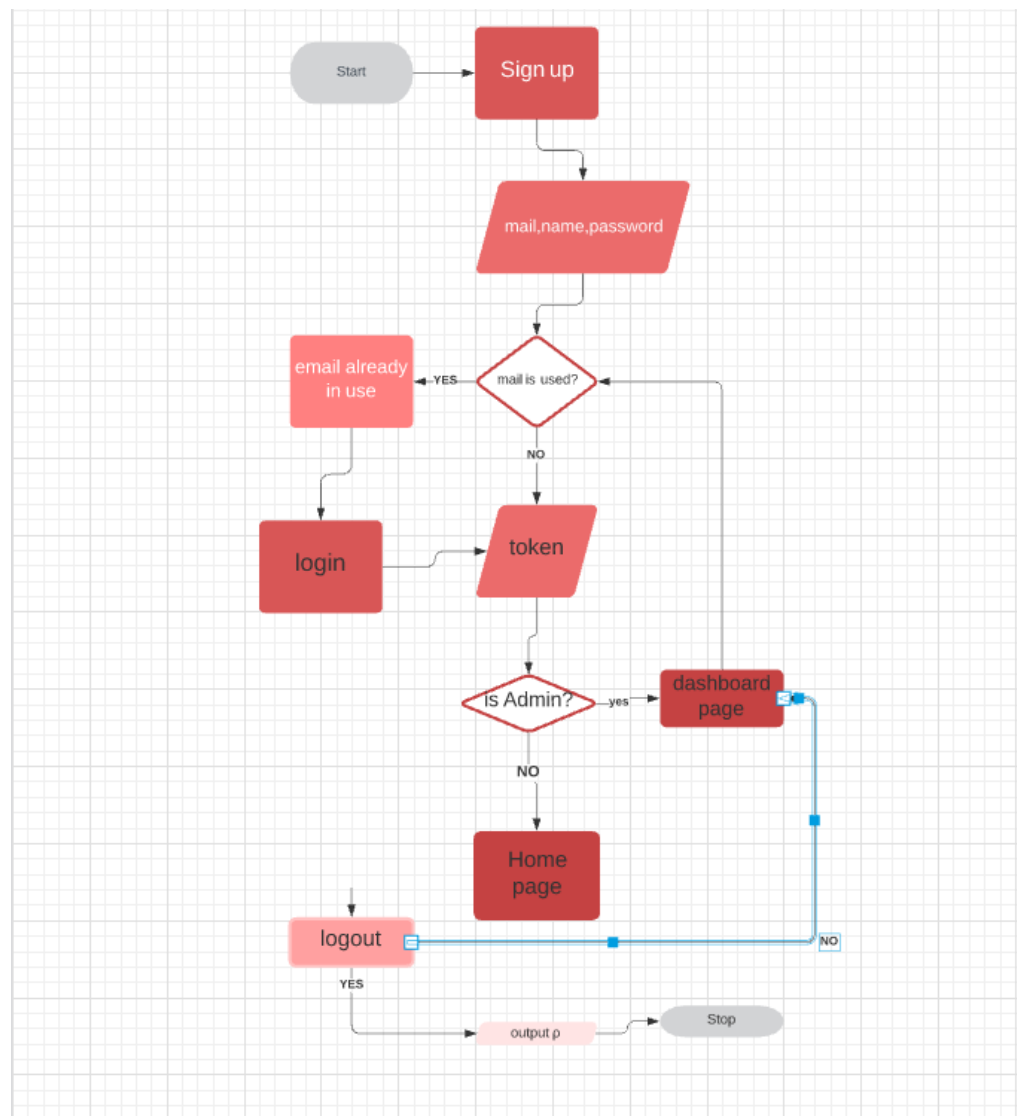 Start
Sign up
mail,name,password
email already
in use
YES
mail is used?
NO
login
token
is Admin?
yes
dashboard
page
NO
Home
page
logout
NO
YES
output ρ
Stop